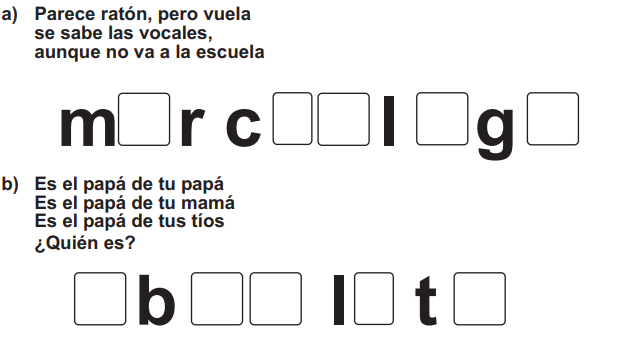 a) Parece ratón, pero vuela
se sabe las vocales,
aunque no va a la escuela
m□r c□□l □g□
b) Es el papá de tu papá
Es el papá de tu mamá
Es el papá de tus tíos
¿Quién es?
□b□□l□t□